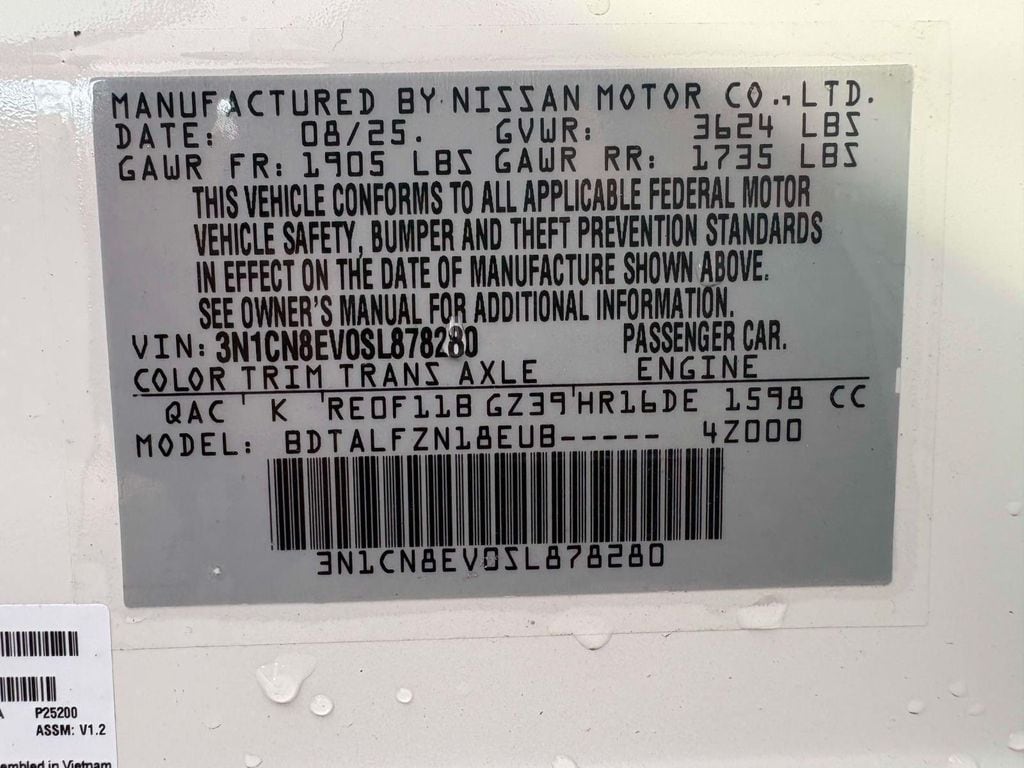 MANUFACTURED BY NISSAN MOTOR CO., LTD.
DATE: 08/25. GVWR: 3624 LBS
GAWR FR: 1905 LBS GAWR RR: 1735 LBS
THIS VEHICLE CONFORMS TO ALL APPLICABLE FEDERAL MOTOR
VEHICLE SAFETY, BUMPER AND THEFT PREVENTION STANDARDS
IN EFFECT ON THE DATE OF MANUFACTURE SHOWN ABOVE.
SEE OWNER'S MANUAL FOR ADDITIONAL INFORMATION.
VIN: 3N1CN8EV0SL878280 PASSENGER CAR.
COLOR TRIM TRANS AXLE ENGINE
QAC K RE0F11B GZ39 HR16DE 1598 CC
MODEL: BDTALFZN18EUB----- 4Z000
3N1CN8EV0SL878280
P25200
ASSM: V1.2
embled in Vietnam